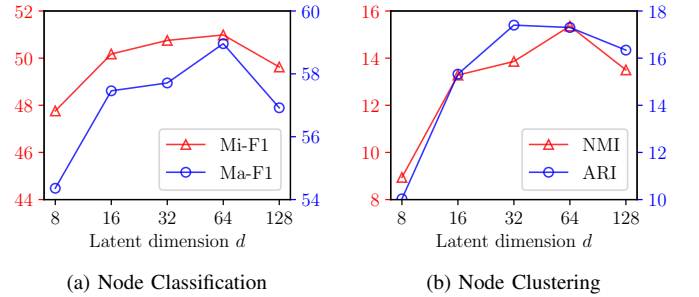 52
50
48
46
44
60
58
56
54
Mi-F1
Ma-F1
8 16 32 64 128
Latent dimension d
(a) Node Classification
16
14
12
10
8
18
16
14
12
10
NMI
ARI
8 16 32 64 128
Latent dimension d
(b) Node Clustering